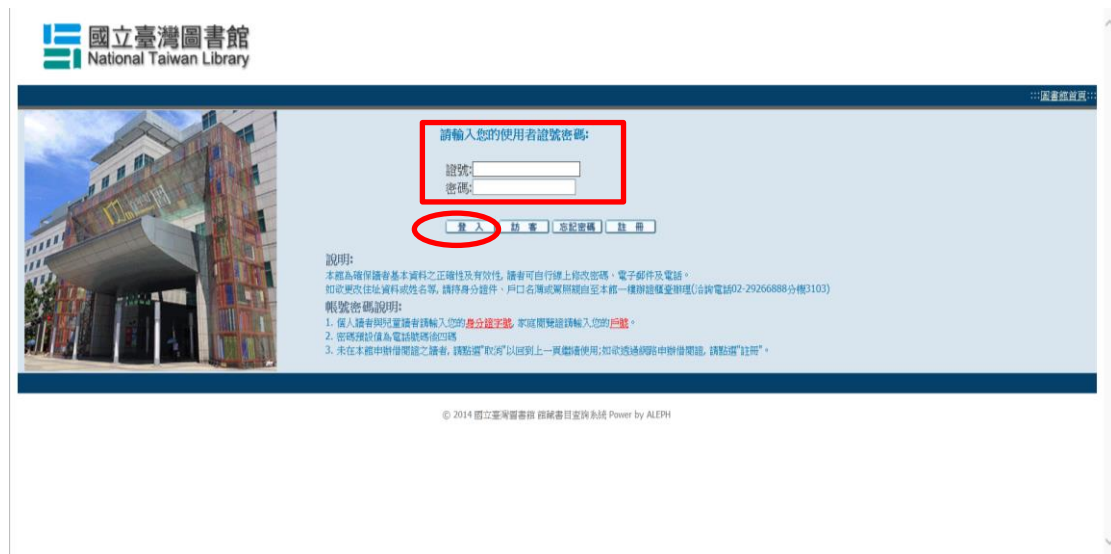 國立臺灣圖書館
National Taiwan Library
:::圖書館首頁:::
請輸入您的使用者證號密碼:
證號:
密碼:
登 入 訪 客 忘記密碼 註 冊
說明:
本館為確保讀者基本資料之正確性及有效性, 讀者可自行線上修改密碼、電子郵件及電話。
如欲更改住址資料或姓名等, 請持身分證件、戶口名簿或駕照親自至本館一樓辦證櫃臺辦理(洽詢電話02-29266888分機3103)
帳號密碼說明:
1. 個人讀者與兒童讀者請輸入您的身分證字號, 家庭閱覽證請輸入您的戶號。
2. 密碼預設值為電話號碼後四碼
3. 未在本館申辦借閱證之讀者, 請點選"取消"以回到上一頁繼續使用;如欲透過網路申辦借閱證, 請點選"註冊"。
© 2014 國立臺灣圖書館 館藏書目查詢系統 Power by ALEPH